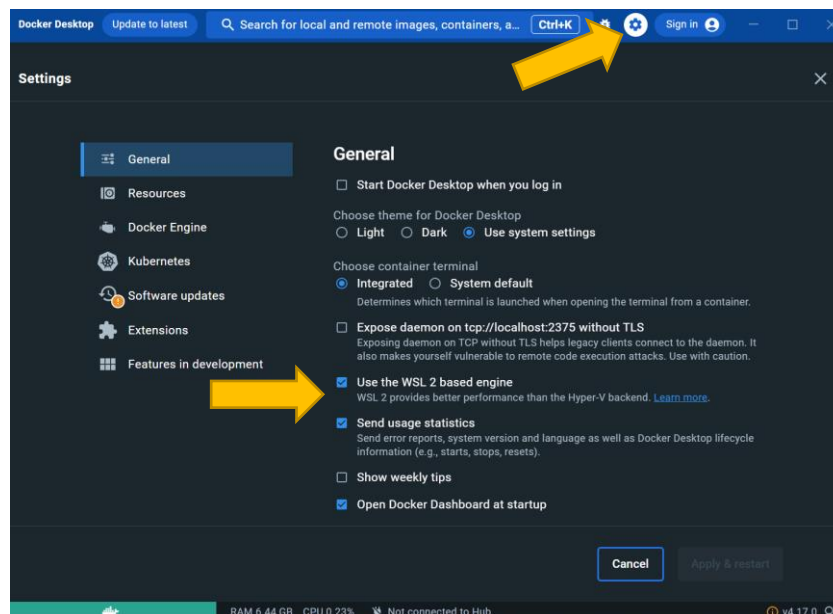 Docker Desktop Update to latest Search for local and remote images, containers, a... Ctrl+K Sign in
Settings
General
Resources
Docker Engine
Kubernetes
Software updates
Extensions
Features in development
General
Start Docker Desktop when you log in
Choose theme for Docker Desktop
Light Dark Use system settings
Choose container terminal
Integrated System default
Determines which terminal is launched when opening the terminal from a container.
Expose daemon on tcp://localhost:2375 without TLS
Exposing daemon on TCP without TLS helps legacy clients connect to the daemon. It
also makes yourself vulnerable to remote code execution attacks. Use with caution.
Use the WSL 2 based engine
WSL 2 provides better performance than the Hyper-V backend. Learn more.
Send usage statistics
Send error reports, system version and language as well as Docker Desktop lifecycle
information (e.g., starts, stops, resets).
Show weekly tips
Open Docker Dashboard at startup
Cancel Apply & restart
RAM 6.44 GB CPU 0.23% Not connected to Hub v4.17.0